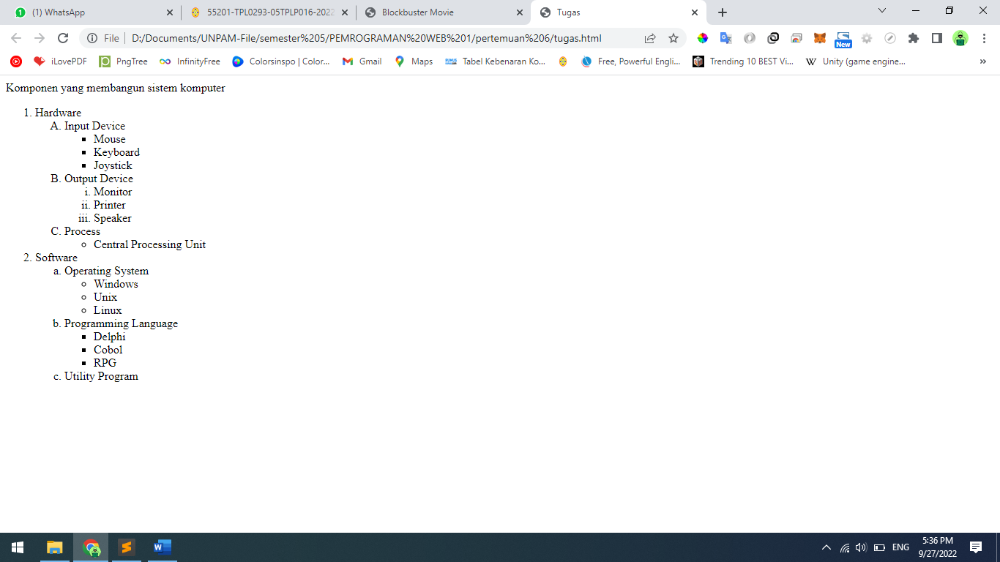 (1) WhatsApp
55201-TPL0293-05TPLP016-2022
Blockbuster Movie
Tugas
File D:/Documents/UNPAM-File/semester%205/PEMROGRAMAN%20WEB%201/pertemuan%206/tugas.html
New
iLovePDF PngTree InfinityFree Colorsinspo | Color... Gmail Maps Tabel Kebenaran Ko... Free, Powerful Engli... Trending 10 BEST Vi... W Unity (game engine... »
Komponen yang membangun sistem komputer
1. Hardware
A. Input Device
Mouse
Keyboard
Joystick
B. Output Device
i. Monitor
ii. Printer
iii. Speaker
C. Process
Central Processing Unit
2. Software
a. Operating System
Windows
Unix
Linux
b. Programming Language
Delphi
Cobol
RPG
c. Utility Program
ENG
5:36 PM
9/27/2022